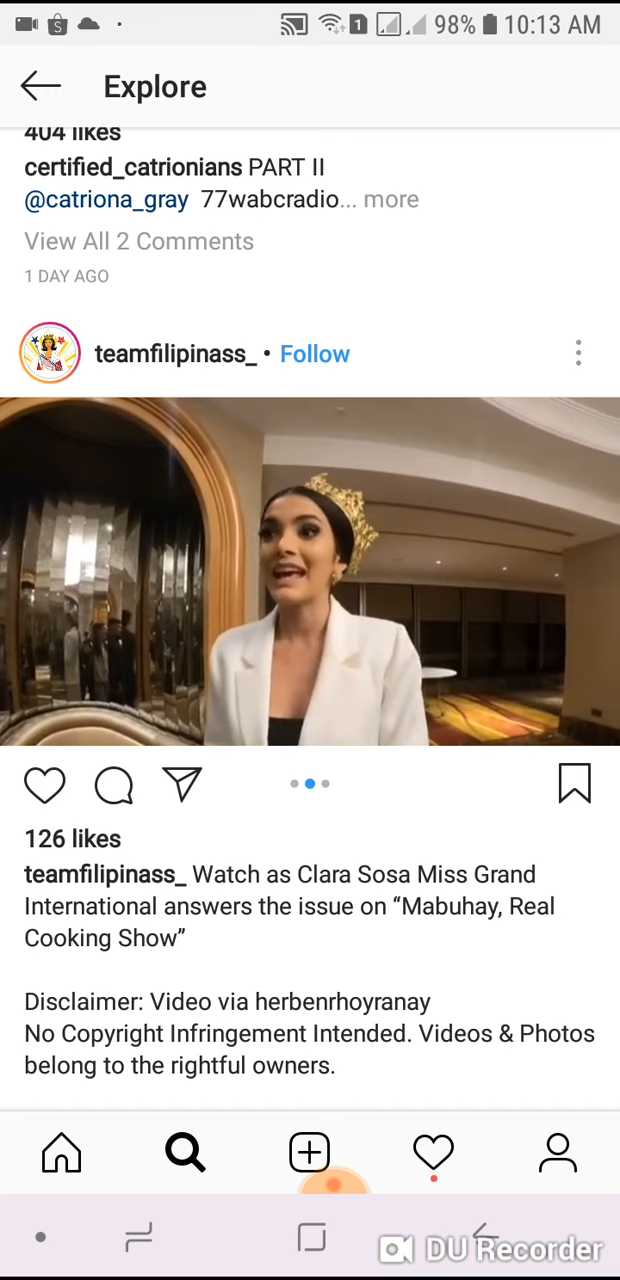 S 1 98% 10:13 AM
Explore
404 likes
certified_catrionians PART II
@catriona_gray 77wabcradio... more
View All 2 Comments
1 DAY AGO
teamfilipinass_ • Follow
126 likes
teamfilipinass_ Watch as Clara Sosa Miss Grand
International answers the issue on “Mabuhay, Real
Cooking Show”
Disclaimer: Video via herbenrhoyranay
No Copyright Infringement Intended. Videos & Photos
belong to the rightful owners.
DU Recorder